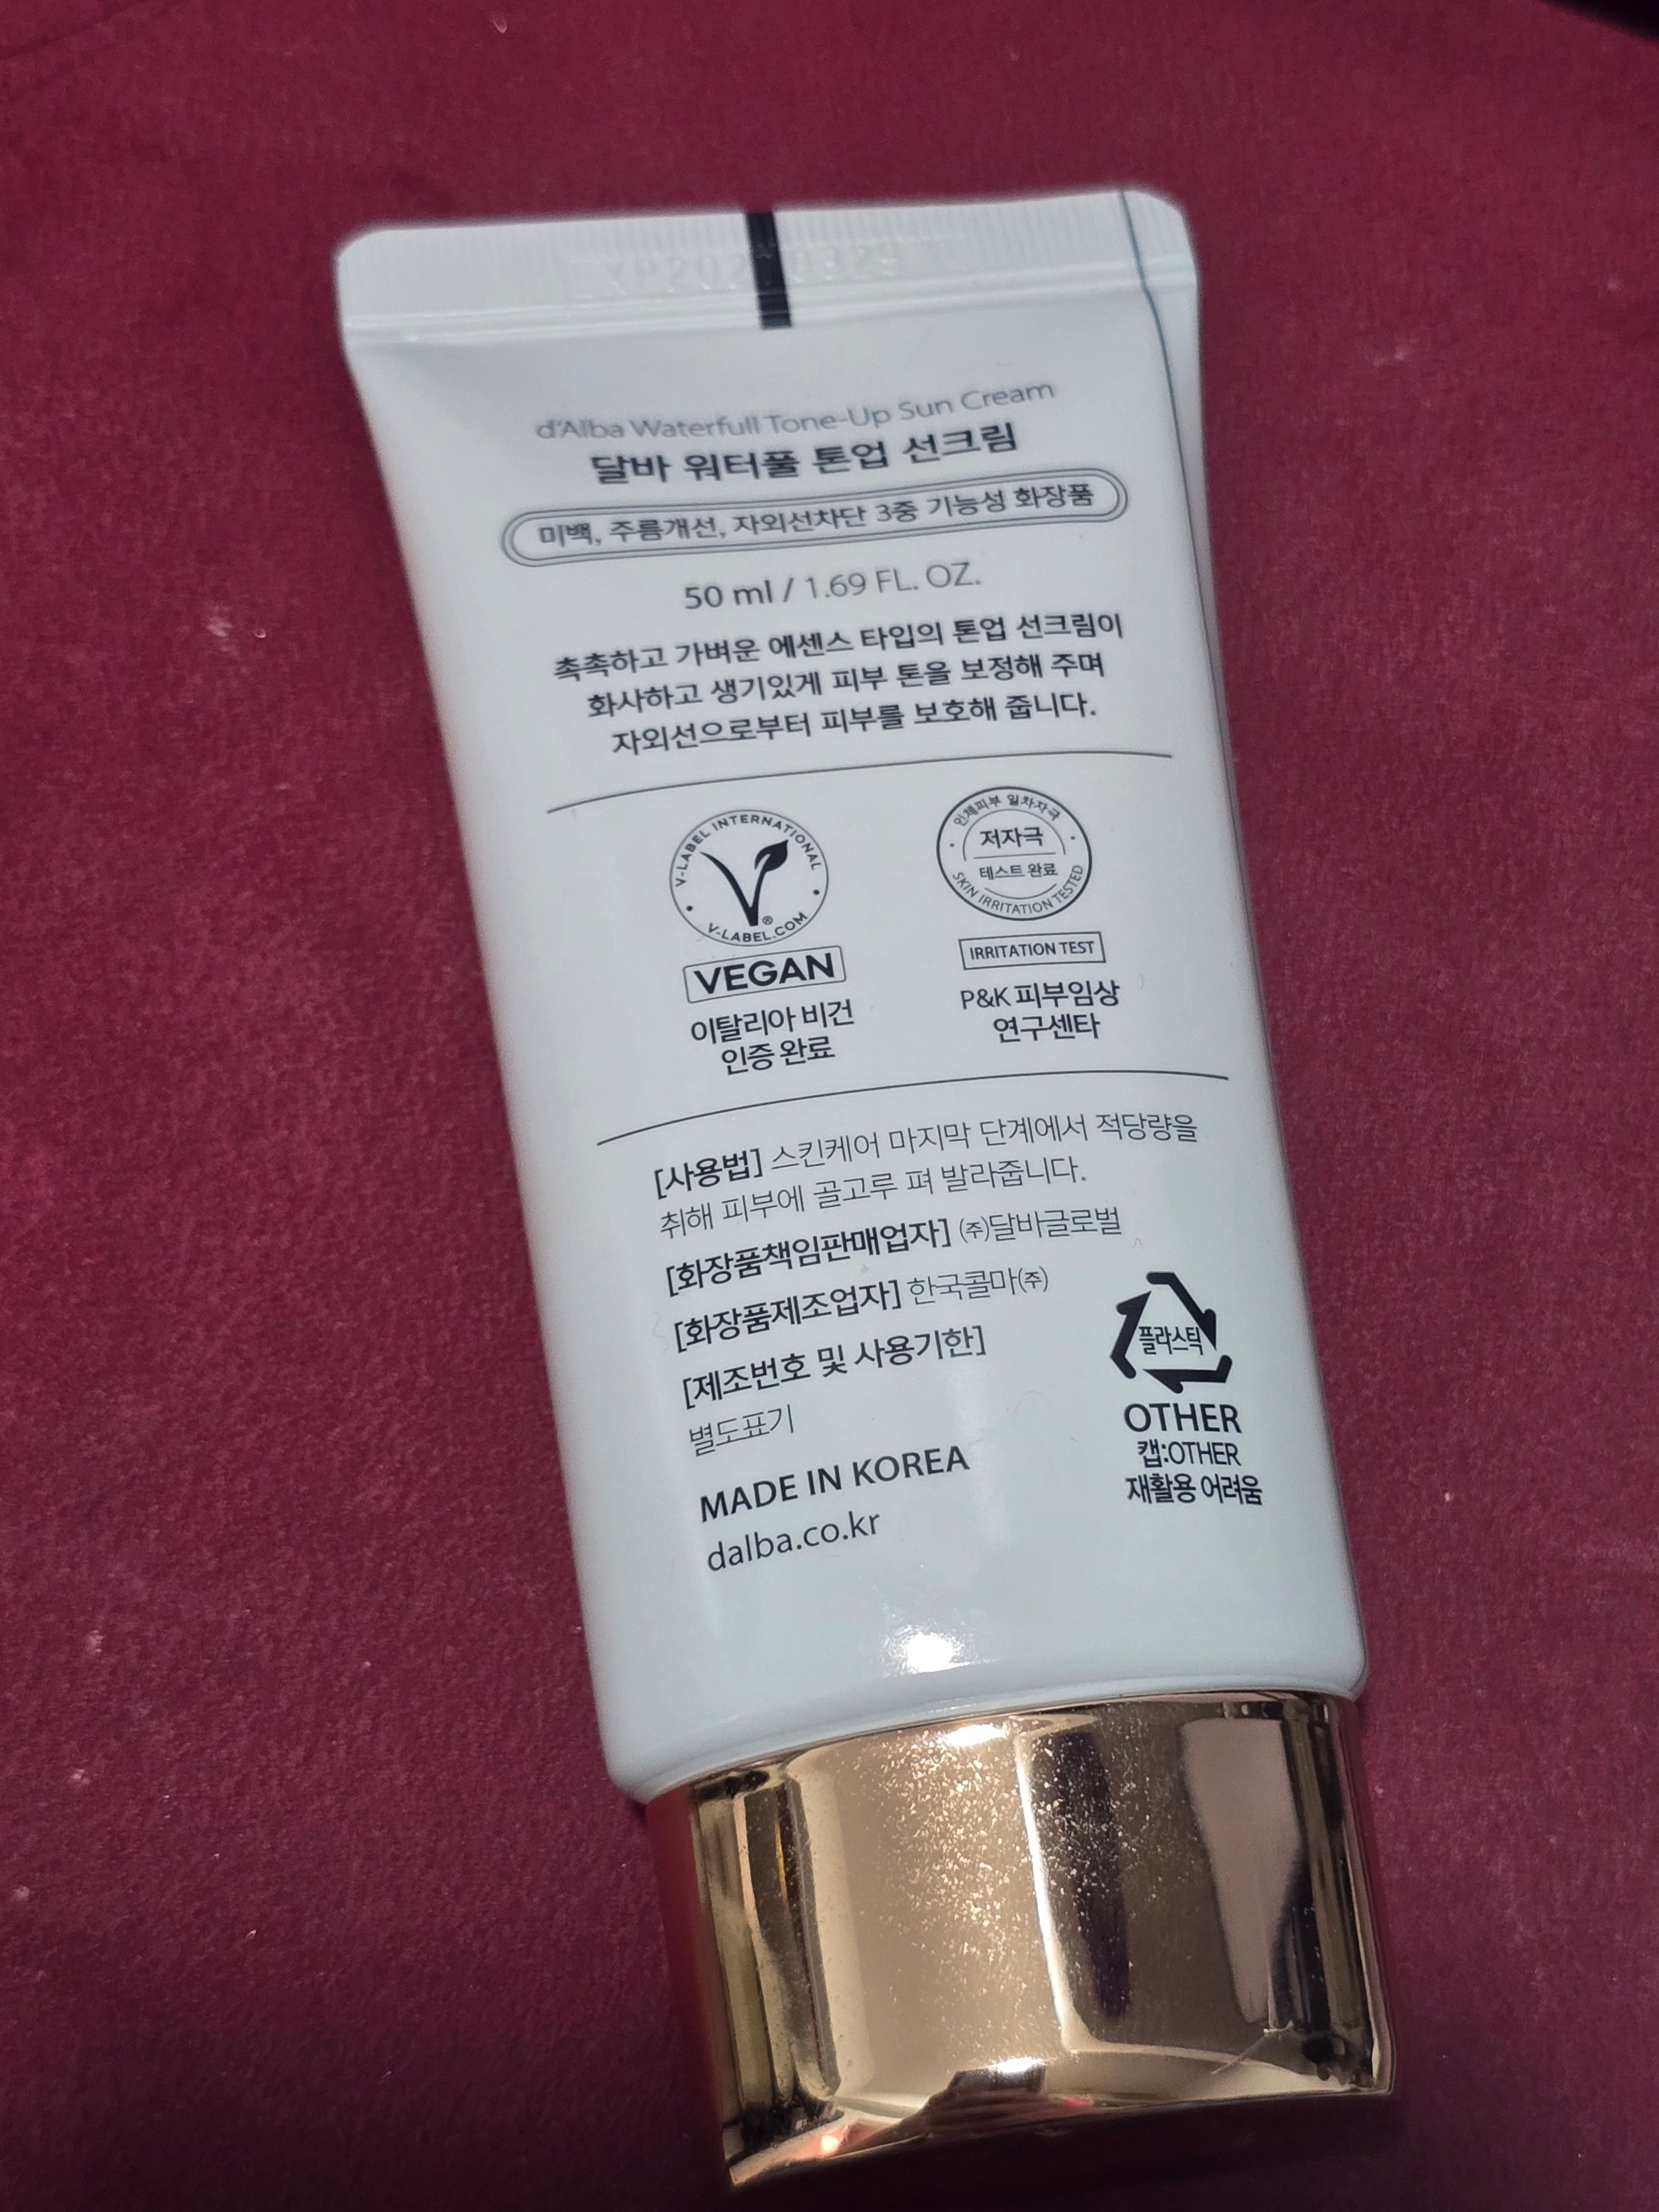 d'Alba Waterfull Tone-Up Sun Cream
달바 워터풀 톤업 선크림
미백, 주름개선, 자외선차단 3중 기능성 화장품
50 ml / 1.69 FL. OZ.
촉촉하고 가벼운 에센스 타입의 톤업 선크림이
화사하고 생기있게 피부 톤을 보정해 주며
자외선으로부터 피부를 보호해 줍니다.
V-LABEL INTERNATIONAL
®
V-LABEL.COM
VEGAN
이탈리아 비건
인증 완료
인체피부 일차자극
저자극
테스트 완료
SKIN IRRITATION TESTED
IRRITATION TEST
P&K 피부임상
연구센타
[사용법] 스킨케어 마지막 단계에서 적당량을
취해 피부에 골고루 펴 발라줍니다.
[화장품책임판매업자] ㈜달바글로벌
[화장품제조업자] 한국콜마㈜
[제조번호 및 사용기한]
별도표기
MADE IN KOREA
dalba.co.kr
플라스틱
OTHER
캡:OTHER
재활용 어려움